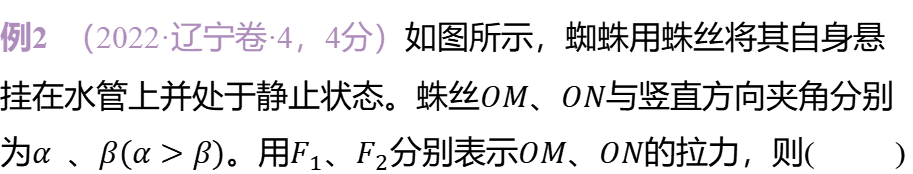 例2 （2022·辽宁卷·4，4分）如图所示，蜘蛛用蛛丝将其自身悬
挂在水管上并处于静止状态。蛛丝OM、ON与竖直方向夹角分别
为α 、β(α > β)。用F₁、F₂分别表示OM、ON的拉力，则(　　)